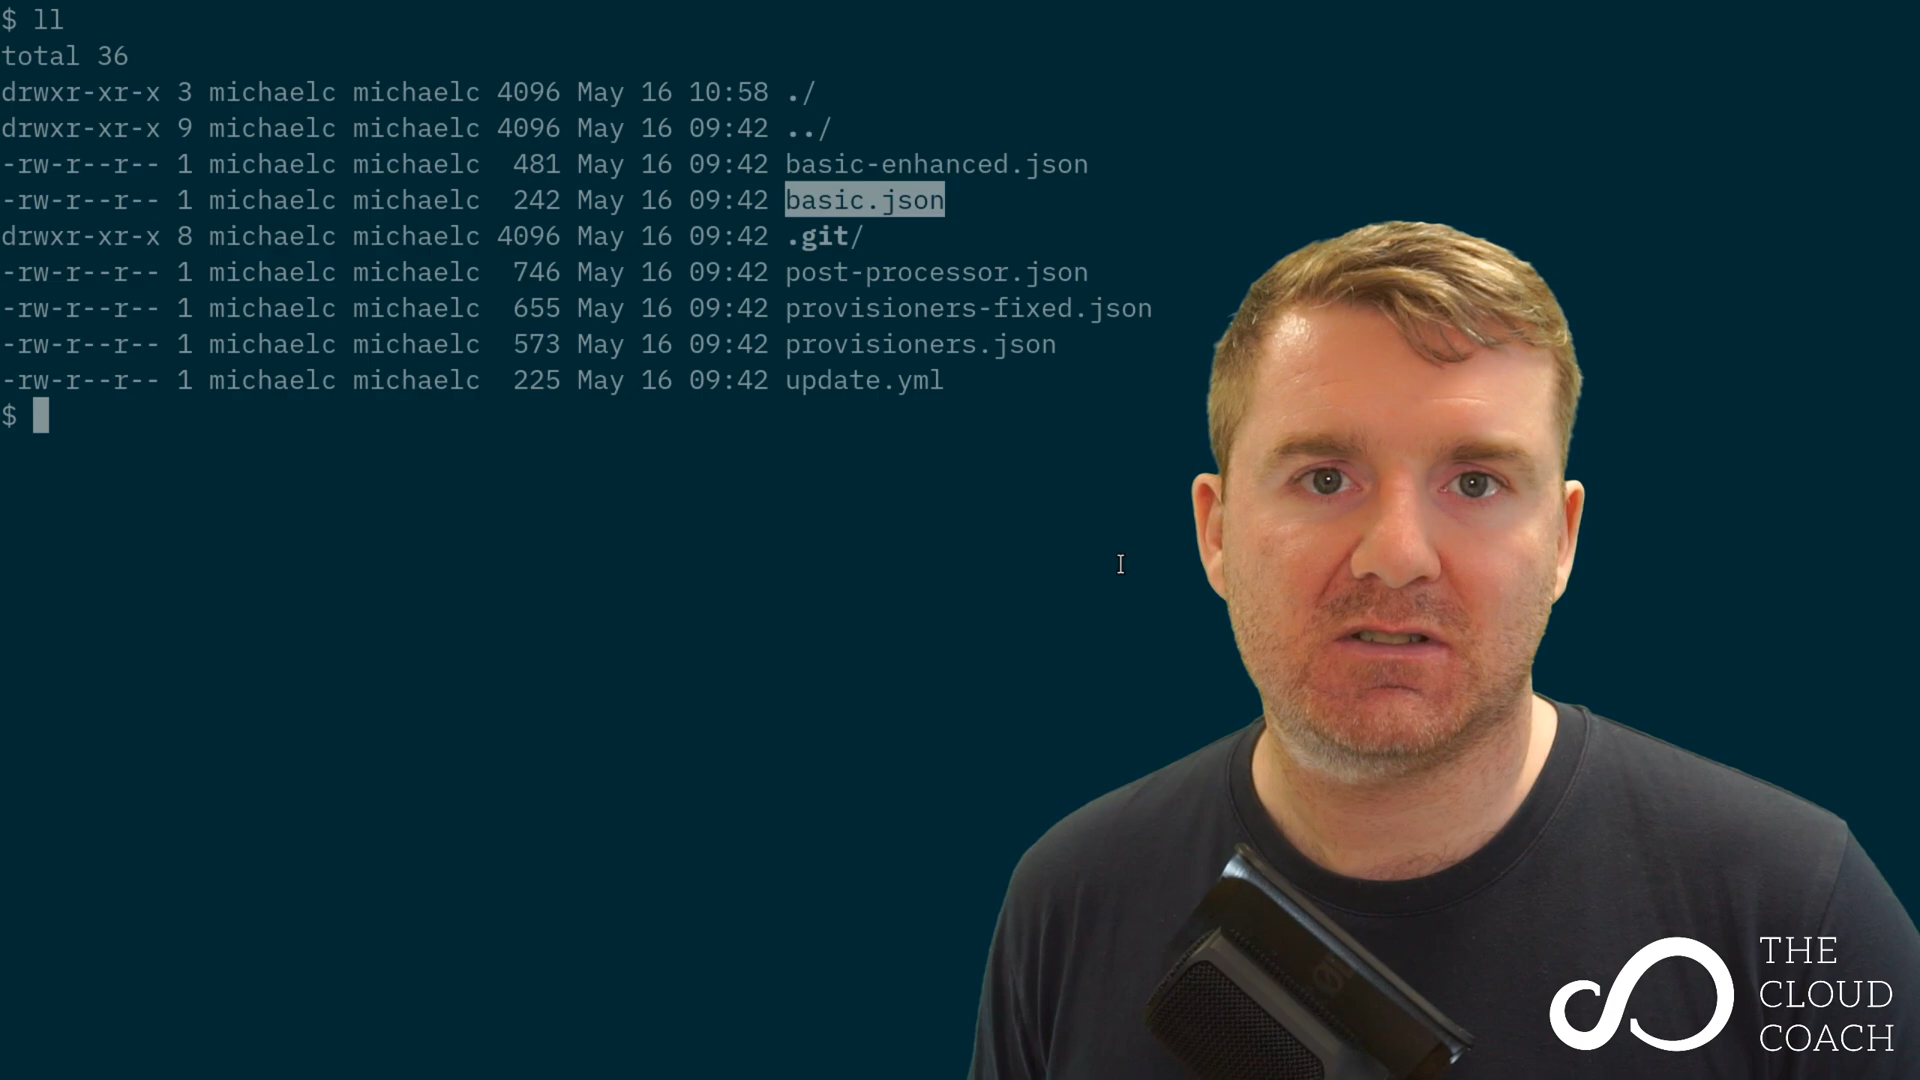 $ ll
total 36
drwxr-xr-x 3 michaelc michaelc 4096 May 16 10:58 ./
drwxr-xr-x 9 michaelc michaelc 4096 May 16 09:42 ../
-rw-r--r-- 1 michaelc michaelc  481 May 16 09:42 basic-enhanced.json
-rw-r--r-- 1 michaelc michaelc  242 May 16 09:42 basic.json
drwxr-xr-x 8 michaelc michaelc 4096 May 16 09:42 .git/
-rw-r--r-- 1 michaelc michaelc  746 May 16 09:42 post-processor.json
-rw-r--r-- 1 michaelc michaelc  655 May 16 09:42 provisioners-fixed.json
-rw-r--r-- 1 michaelc michaelc  573 May 16 09:42 provisioners.json
-rw-r--r-- 1 michaelc michaelc  225 May 16 09:42 update.yml
$
THE
CLOUD
COACH